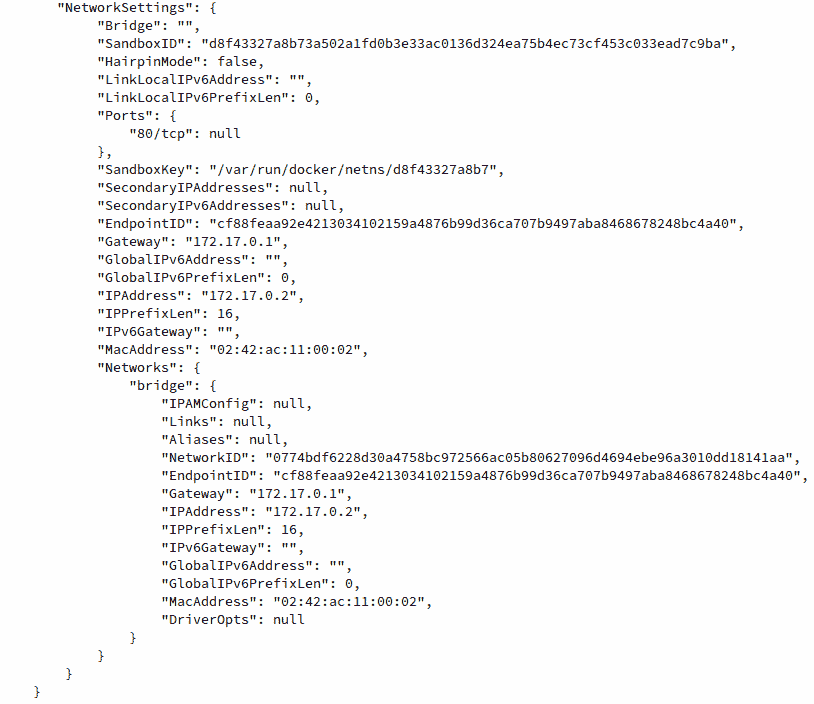 "NetworkSettings": {
"Bridge": "",
"SandboxID": "d8f43327a8b73a502a1fd0b3e33ac0136d324ea75b4ec73cf453c033ead7c9ba",
"HairpinMode": false,
"LinkLocalIPv6Address": "",
"LinkLocalIPv6PrefixLen": 0,
"Ports": {
"80/tcp": null
},
"SandboxKey": "/var/run/docker/netns/d8f43327a8b7",
"SecondaryIPAddresses": null,
"SecondaryIPv6Addresses": null,
"EndpointID": "cf88feaa92e4213034102159a4876b99d36ca707b9497aba8468678248bc4a40",
"Gateway": "172.17.0.1",
"GlobalIPv6Address": "",
"GlobalIPv6PrefixLen": 0,
"IPAddress": "172.17.0.2",
"IPPrefixLen": 16,
"IPv6Gateway": "",
"MacAddress": "02:42:ac:11:00:02",
"Networks": {
"bridge": {
"IPAMConfig": null,
"Links": null,
"Aliases": null,
"NetworkID": "0774bdf6228d30a4758bc972566ac05b80627096d4694ebe96a3010dd18141aa",
"EndpointID": "cf88feaa92e4213034102159a4876b99d36ca707b9497aba8468678248bc4a40",
"Gateway": "172.17.0.1",
"IPAddress": "172.17.0.2",
"IPPrefixLen": 16,
"IPv6Gateway": "",
"GlobalIPv6Address": "",
"GlobalIPv6PrefixLen": 0,
"MacAddress": "02:42:ac:11:00:02",
"DriverOpts": null
}
}
}
}